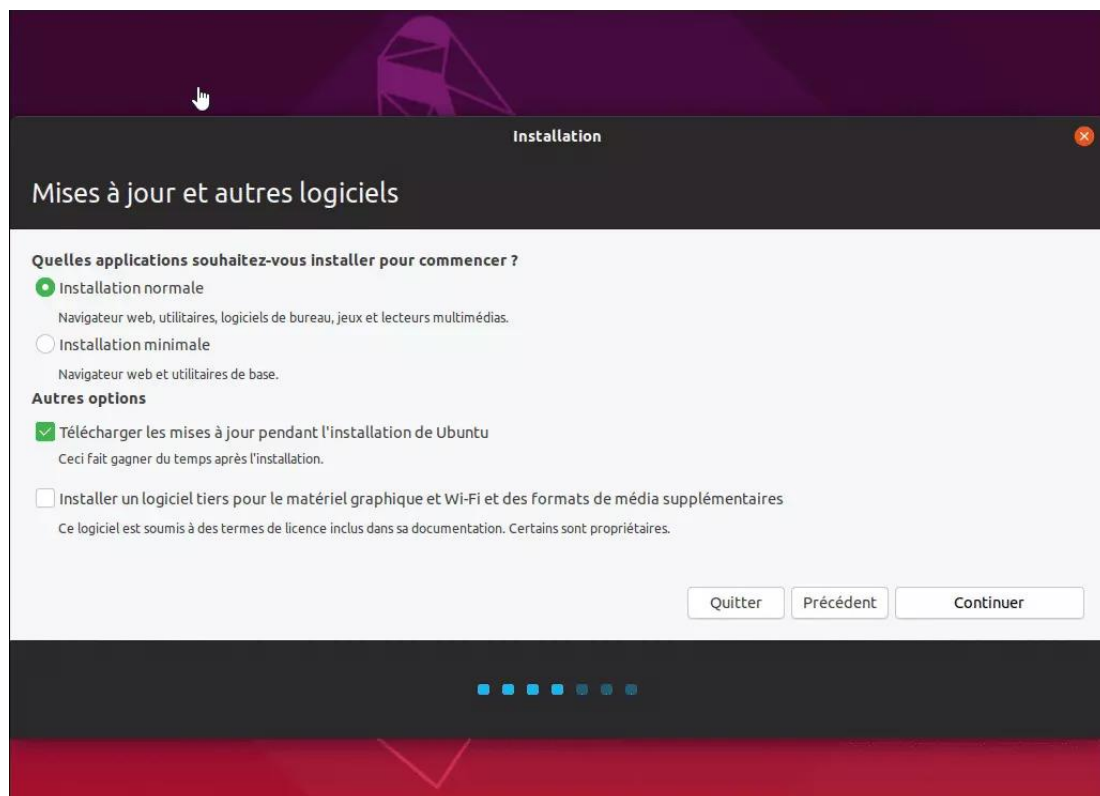 Installation
Mises à jour et autres logiciels
Quelles applications souhaitez-vous installer pour commencer ?
Installation normale
Navigateur web, utilitaires, logiciels de bureau, jeux et lecteurs multimédias.
Installation minimale
Navigateur web et utilitaires de base.
Autres options
Télécharger les mises à jour pendant l'installation de Ubuntu
Ceci fait gagner du temps après l'installation.
Installer un logiciel tiers pour le matériel graphique et Wi-Fi et des formats de média supplémentaires
Ce logiciel est soumis à des termes de licence inclus dans sa documentation. Certains sont propriétaires.
Quitter Précédent Continuer